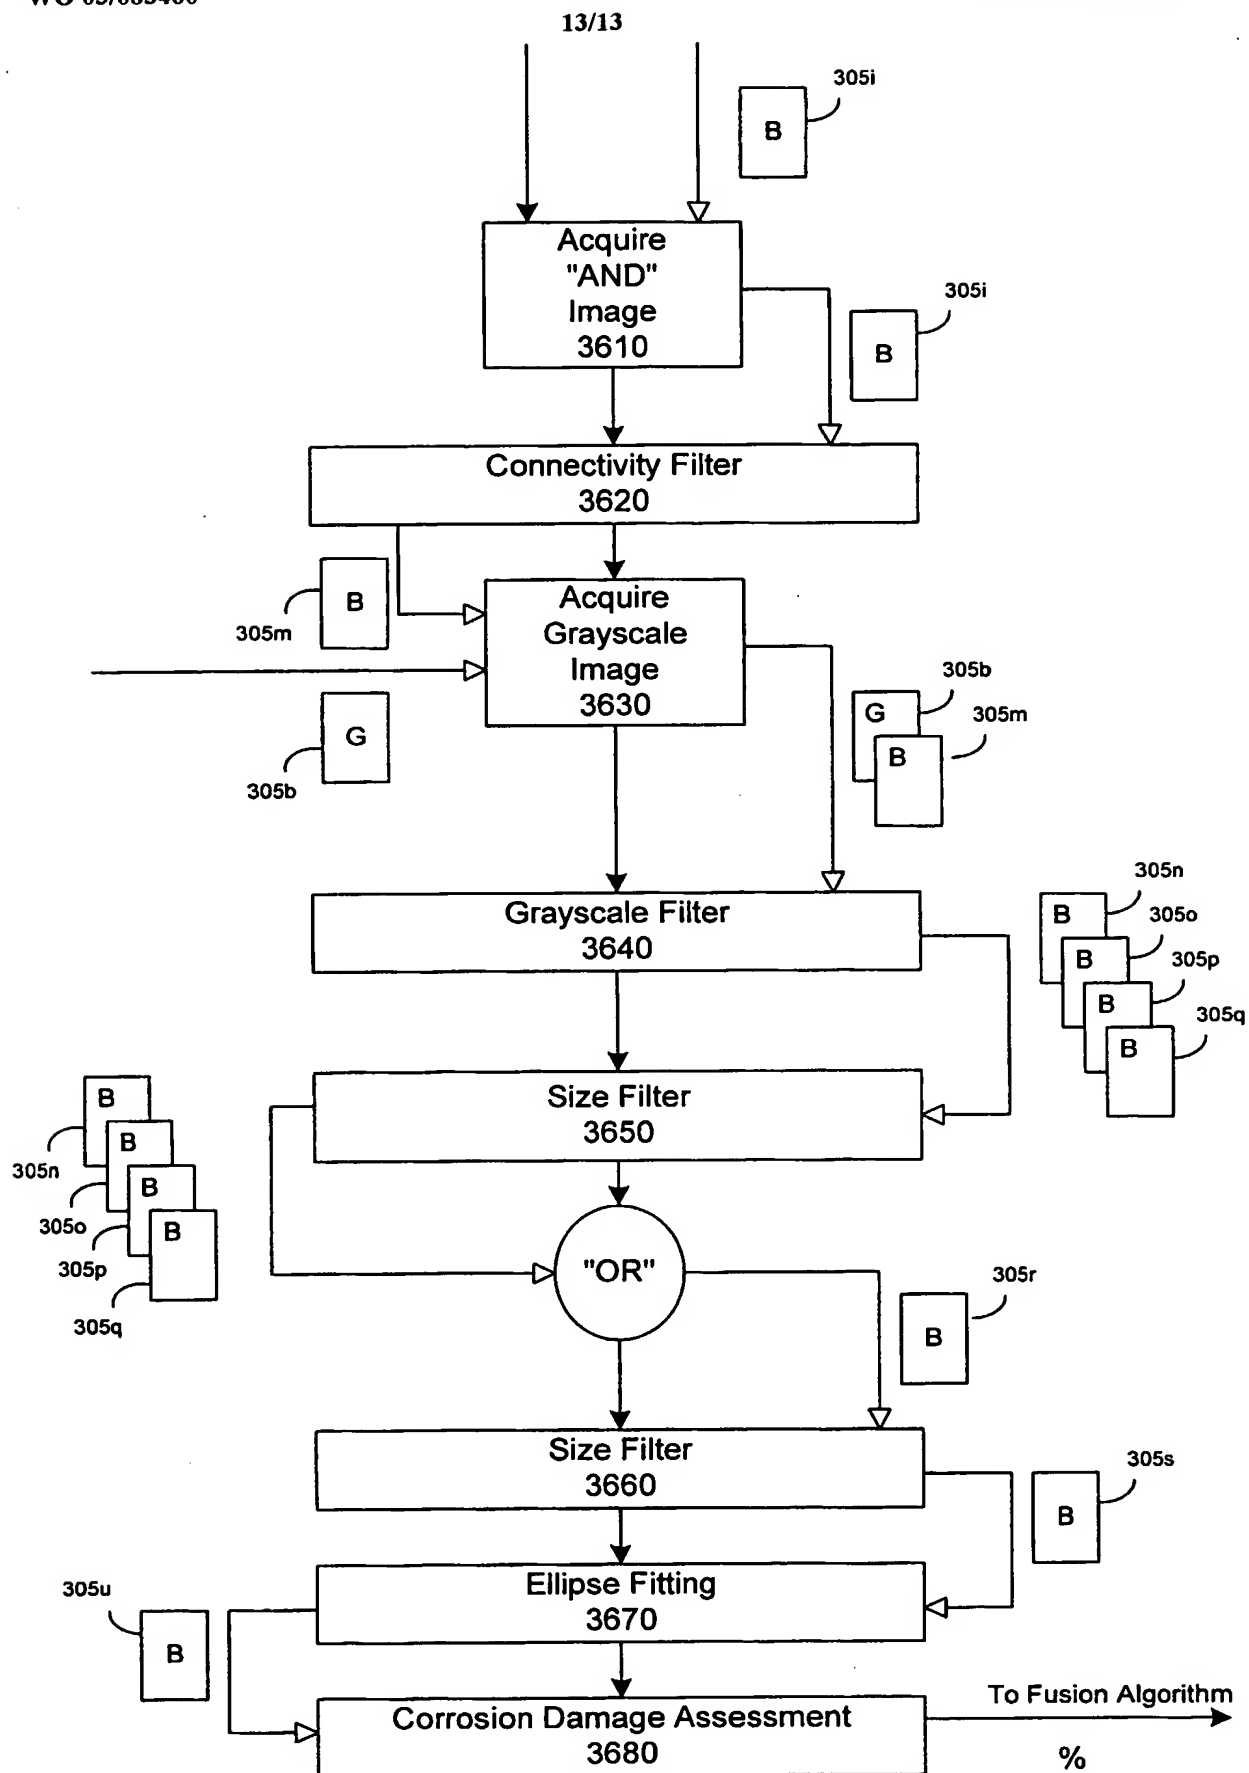 13/13
305i
B
Acquire
"AND"
Image
3610
305i
B
Connectivity Filter
3620
B
305m
Acquire
Grayscale
Image
3630
G
305b
305b
G
305m
B
Grayscale Filter
3640
305n
B
305o
B
305p
B
305q
B
Size Filter
3650
B
305n
B
305o
B
305p
B
305q
"OR"
305r
B
Size Filter
3660
305s
B
Ellipse Fitting
3670
305u
B
Corrosion Damage Assessment
3680
To Fusion Algorithm
%